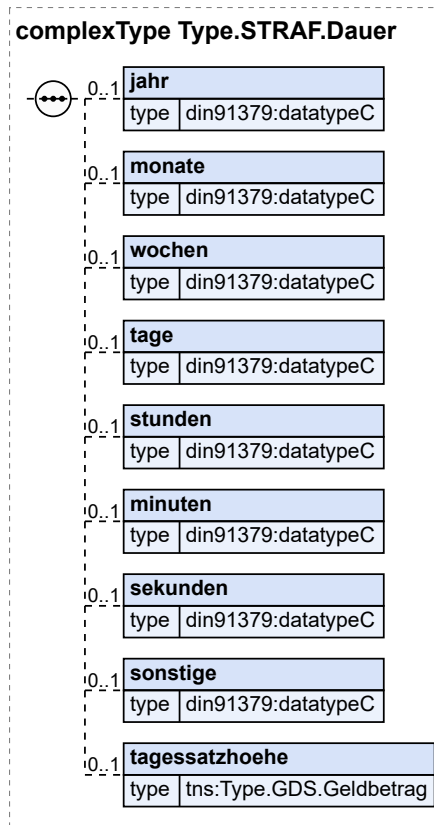 complexType Type.STRAF.Dauer
0..1 jahr
type din91379:datatypeC
0..1 monate
type din91379:datatypeC
0..1 wochen
type din91379:datatypeC
0..1 tage
type din91379:datatypeC
0..1 stunden
type din91379:datatypeC
0..1 minuten
type din91379:datatypeC
0..1 sekunden
type din91379:datatypeC
0..1 sonstige
type din91379:datatypeC
0..1 tagessatzhoehe
type tns:Type.GDS.Geldbetrag